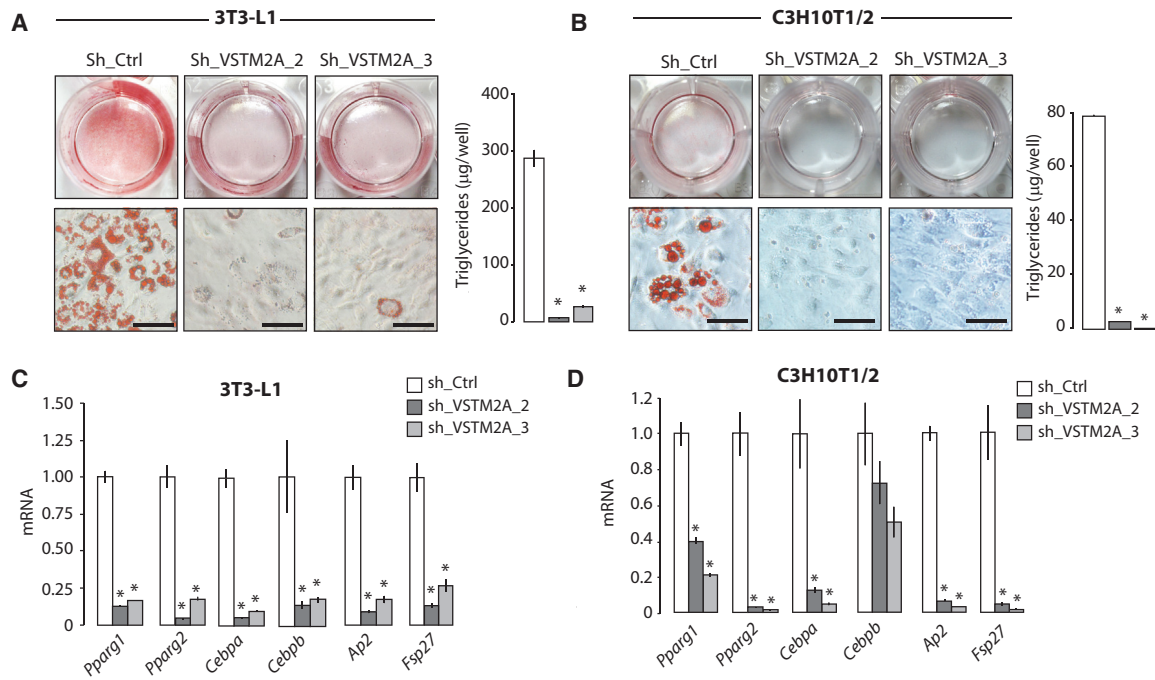 A
3T3-L1
Sh_Ctrl
Sh_VSTM2A_2
Sh_VSTM2A_3
Triglycerides (µg/well)
400
300
200
100
0
*
*
B
C3H10T1/2
Sh_Ctrl
Sh_VSTM2A_2
Sh_VSTM2A_3
Triglycerides (µg/well)
80
60
40
20
0
*
*
C
3T3-L1
sh_Ctrl
sh_VSTM2A_2
sh_VSTM2A_3
mRNA
1.50
1.25
1.00
0.75
0.50
0.25
0
* *
* *
* *
* *
* *
* *
Pparg1
Pparg2
Cebpa
Cebpb
Ap2
Fsp27
D
C3H10T1/2
sh_Ctrl
sh_VSTM2A_2
sh_VSTM2A_3
mRNA
1.2
1.0
0.8
0.6
0.4
0.2
0
* *
* *
* *
* *
* *
Pparg1
Pparg2
Cebpa
Cebpb
Ap2
Fsp27